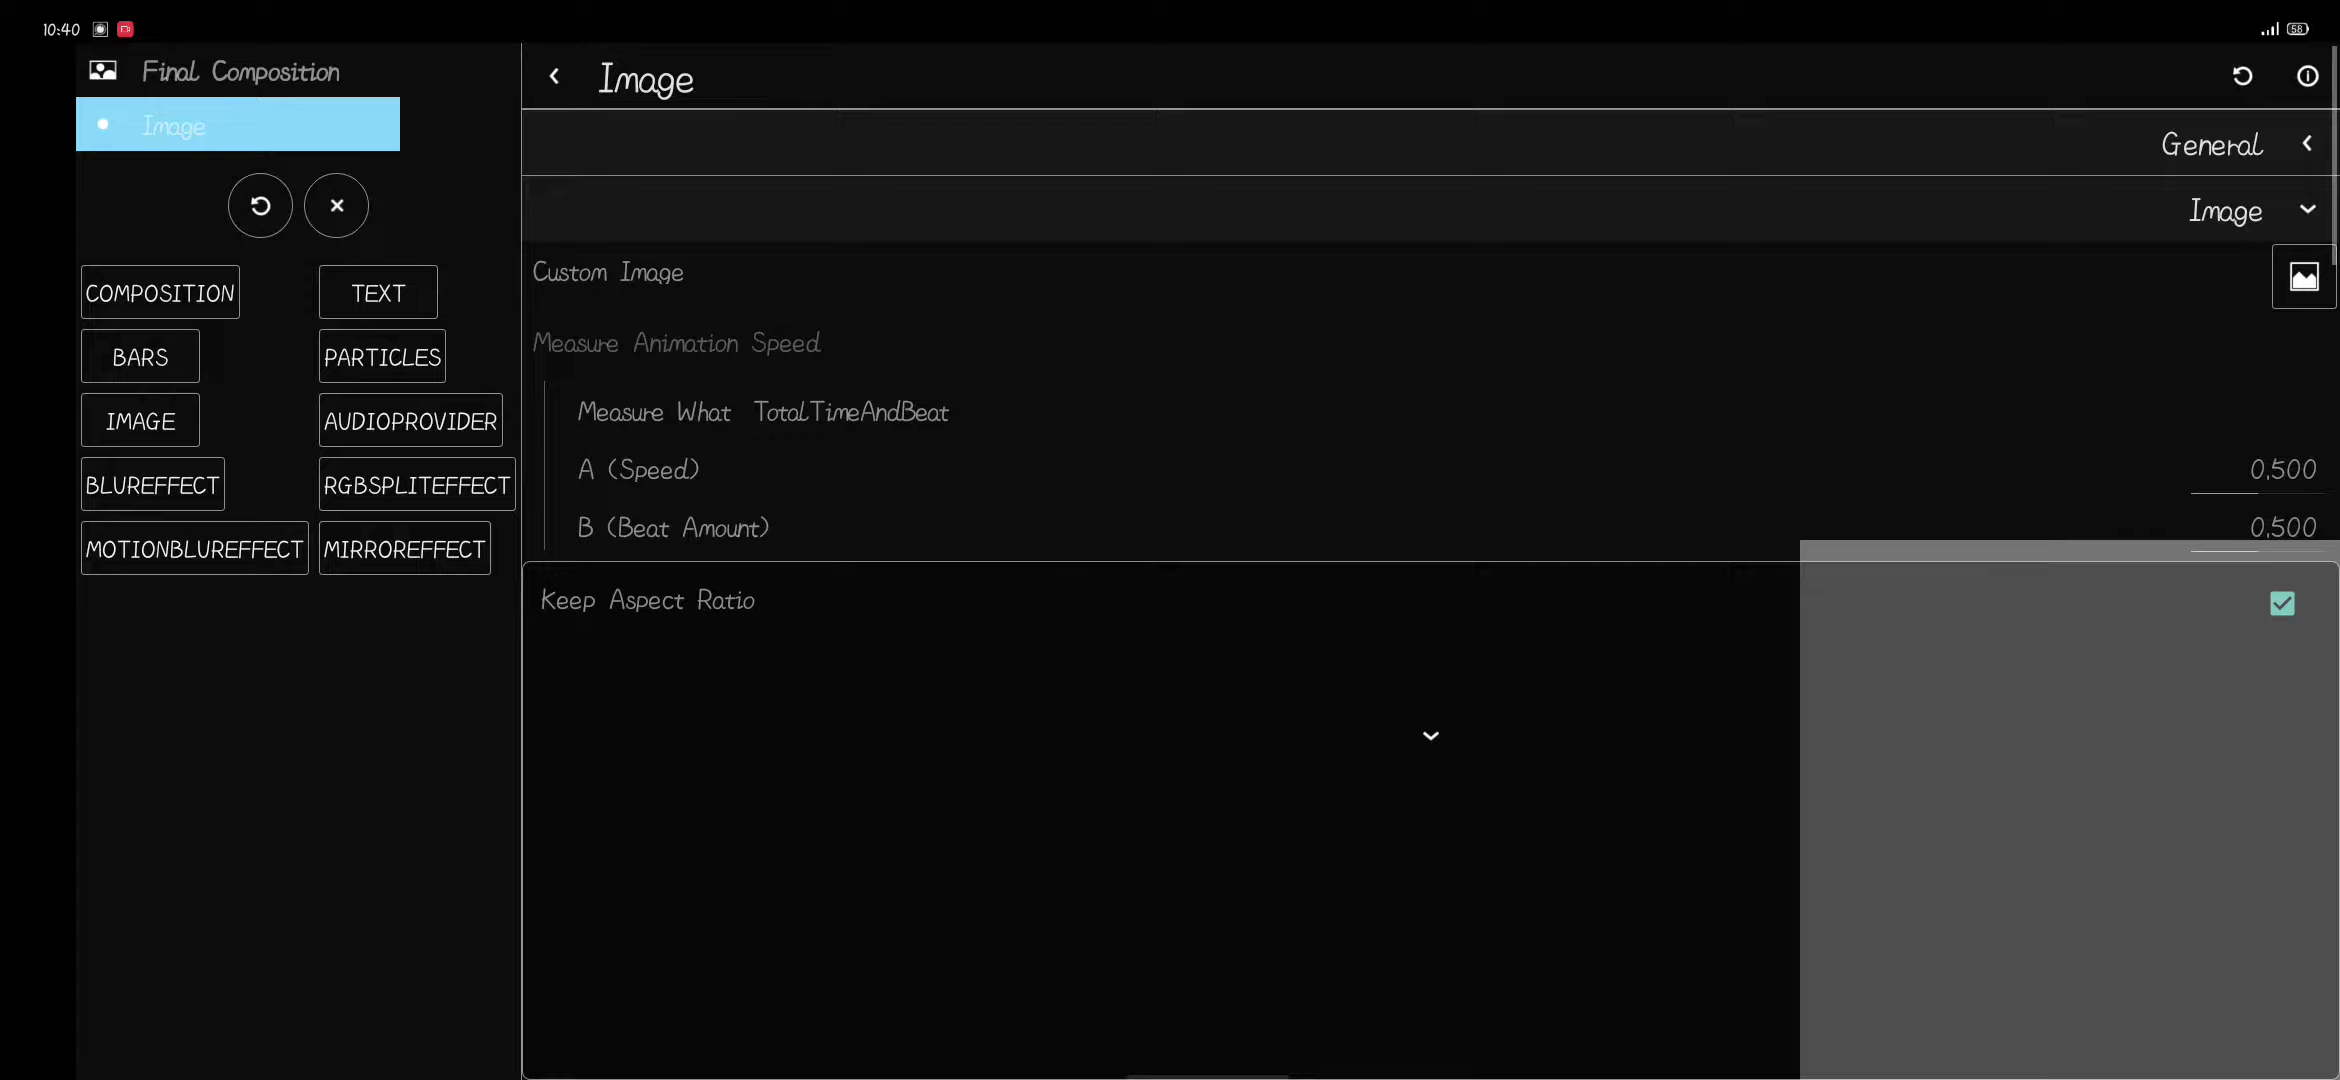 10:40
58
Final Composition
Image
COMPOSITION
TEXT
BARS
PARTICLES
IMAGE
AUDIOPROVIDER
BLUREFFECT
RGBSPLITEFFECT
MOTIONBLUREFFECT
MIRROREFFECT
Image
General
Image
Custom Image
Measure Animation Speed
Measure What TotalTimeAndBeat
A (Speed) 0,500
B (Beat Amount) 0,500
Keep Aspect Ratio